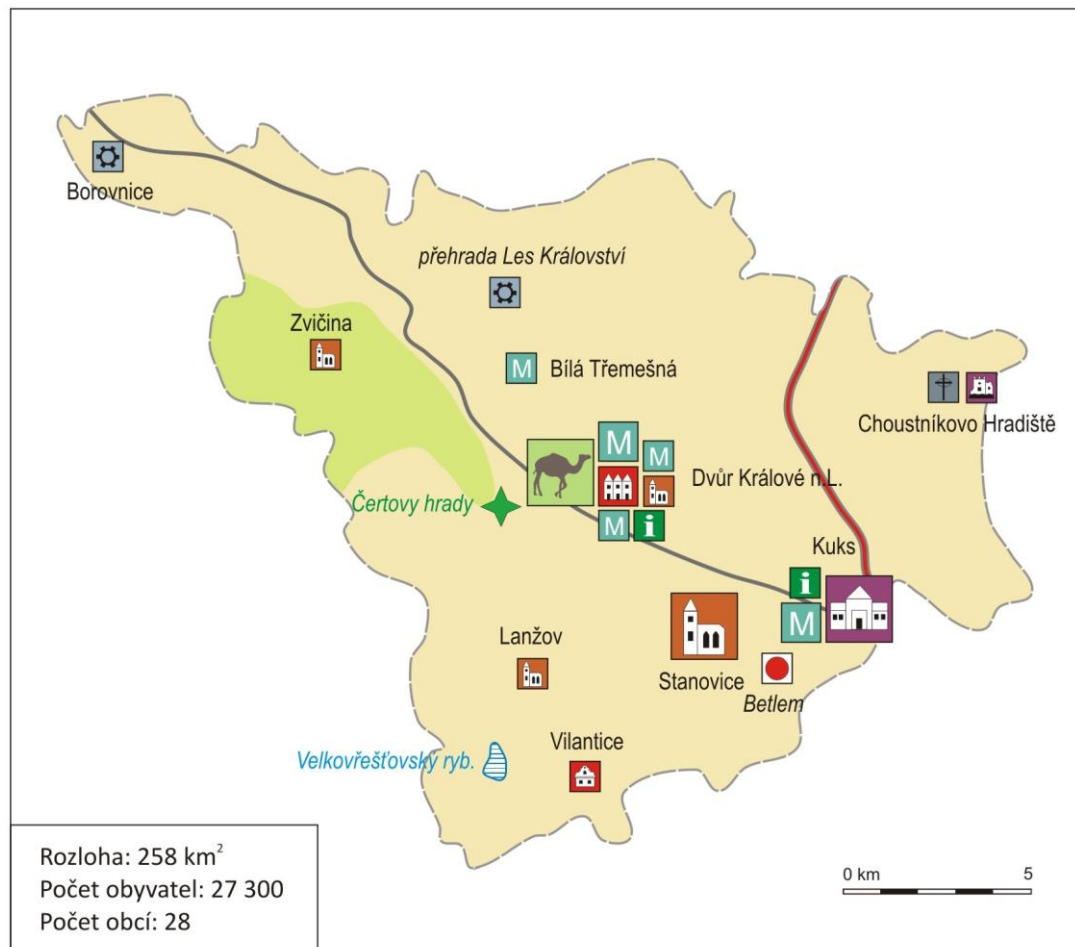 Borovnice
přehrada Les Království
Zvičina
M
Bílá Třemešná
Choustníkovo Hradiště
M
M
Dvůr Králové n.L.
Čertovy hrady
M
i
Kuks
i
M
Lanžov
Stanovice
Betlem
Velkovřešťovský ryb.
Vilantice
Rozloha: 258 km²
Počet obyvatel: 27 300
Počet obcí: 28
0 km 5